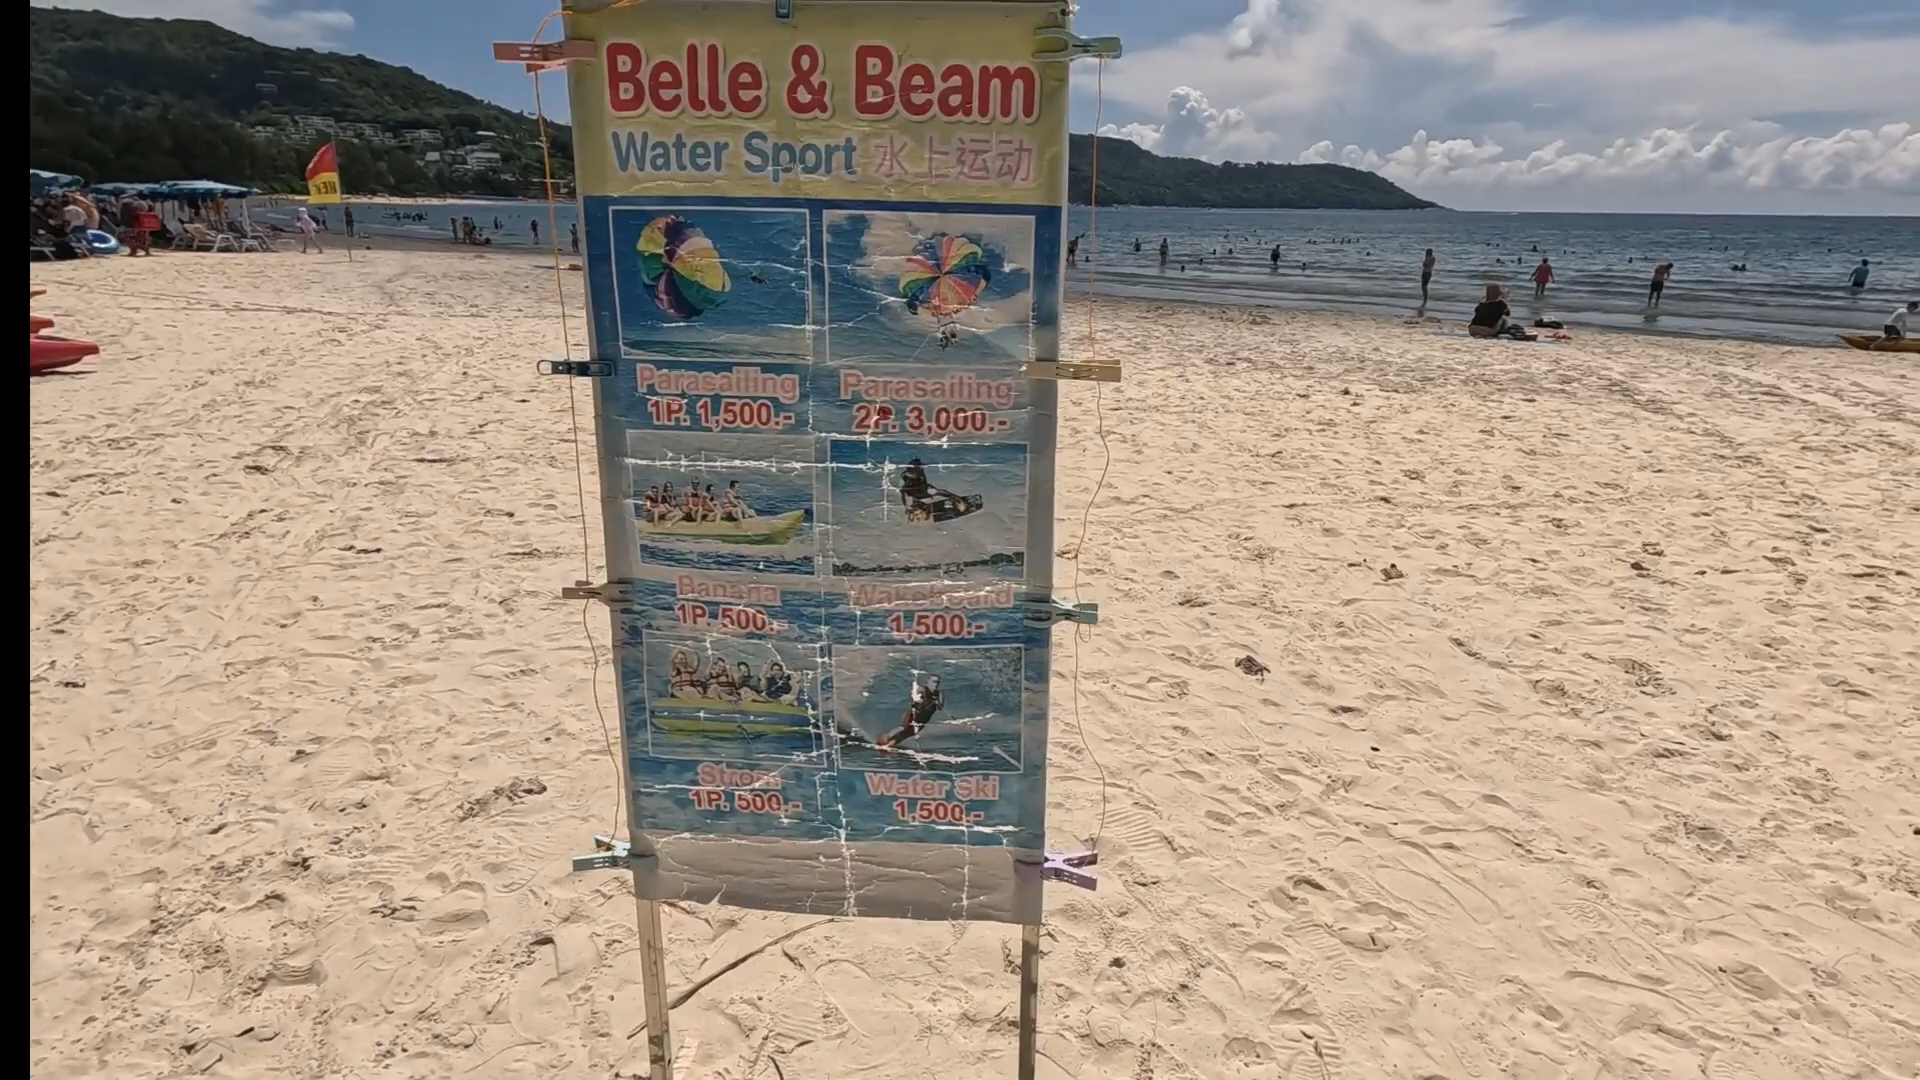 Belle & Beam
Water Sport 水上运动
Parasailing
1P. 1,500.-
Parasailing
2P. 3,000.-
Banana
1P. 500.-
Wakeboard
1,500.-
Strom
1P. 500.-
Water Ski
1,500.-